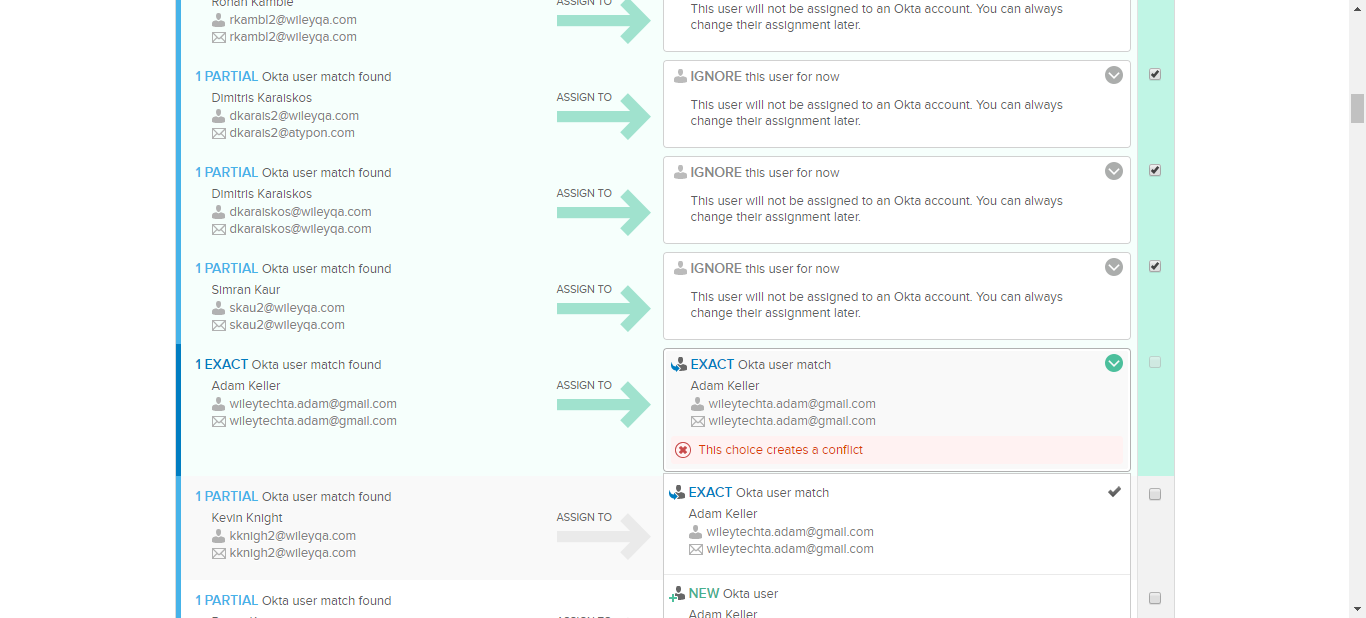 Rohan Kamble
rkambl2@wileyqa.com
rkambl2@wileyqa.com
ASSIGN TO
This user will not be assigned to an Okta account. You can always
change their assignment later.
1 PARTIAL Okta user match found
Dimitris Karaiskos
dkarais2@wileyqa.com
dkarais2@atypon.com
ASSIGN TO
IGNORE this user for now
This user will not be assigned to an Okta account. You can always
change their assignment later.
1 PARTIAL Okta user match found
Dimitris Karaiskos
dkaraiskos@wileyqa.com
dkaraiskos@wileyqa.com
ASSIGN TO
IGNORE this user for now
This user will not be assigned to an Okta account. You can always
change their assignment later.
1 PARTIAL Okta user match found
Simran Kaur
skau2@wileyqa.com
skau2@wileyqa.com
ASSIGN TO
IGNORE this user for now
This user will not be assigned to an Okta account. You can always
change their assignment later.
1 EXACT Okta user match found
Adam Keller
wileytechta.adam@gmail.com
wileytechta.adam@gmail.com
ASSIGN TO
EXACT Okta user match
Adam Keller
wileytechta.adam@gmail.com
wileytechta.adam@gmail.com
This choice creates a conflict
1 PARTIAL Okta user match found
Kevin Knight
kknigh2@wileyqa.com
kknigh2@wileyqa.com
ASSIGN TO
EXACT Okta user match
Adam Keller
wileytechta.adam@gmail.com
wileytechta.adam@gmail.com
1 PARTIAL Okta user match found
ASSIGN TO
NEW Okta user
Adam Keller